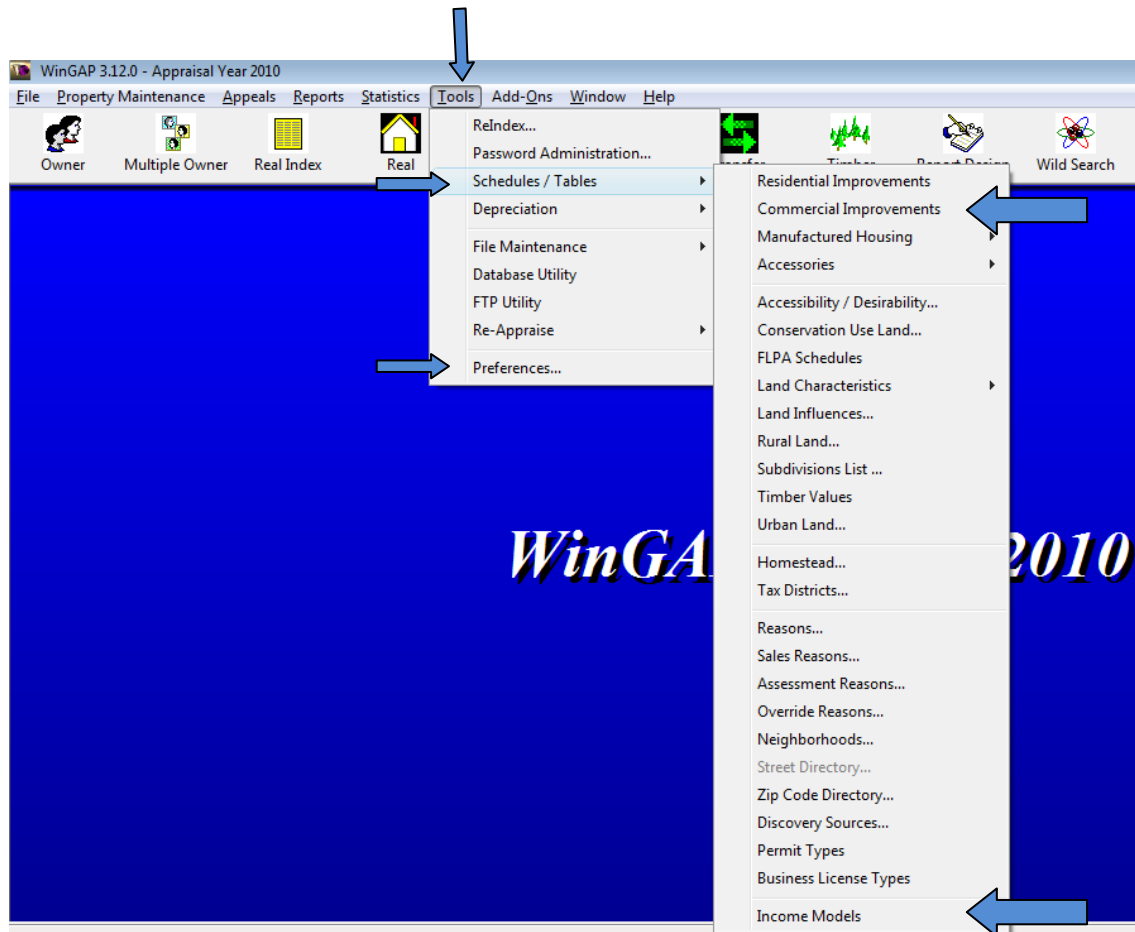 WinGAP 3.12.0 - Appraisal Year 2010
File Property Maintenance Appeals Reports Statistics Tools Add-Ons Window Help
Owner Multiple Owner Real Index Real Wild Search
ReIndex...
Password Administration...
Schedules / Tables
Depreciation
File Maintenance
Database Utility
FTP Utility
Re-Appraise
Preferences...
Residential Improvements
Commercial Improvements
Manufactured Housing
Accessories
Accessibility / Desirability...
Conservation Use Land...
FLPA Schedules
Land Characteristics
Land Influences...
Rural Land...
Subdivisions List ...
Timber Values
Urban Land...
Homestead...
Tax Districts...
Reasons...
Sales Reasons...
Assessment Reasons...
Override Reasons...
Neighborhoods...
Street Directory...
Zip Code Directory...
Discovery Sources...
Permit Types
Business License Types
Income Models
WinGA 2010